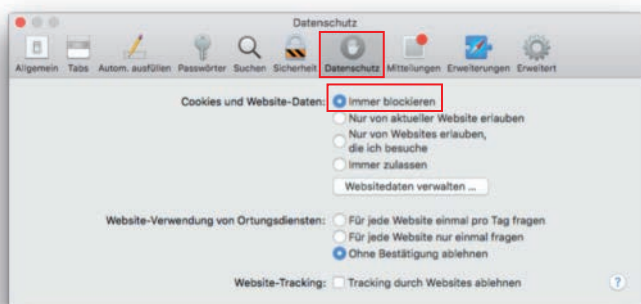 Datenschutz
Allgemein Tabs Autom. ausfüllen Passwörter Suchen Sicherheit Datenschutz Mitteilungen Erweiterungen Erweitert
Cookies und Website-Daten: Immer blockieren
Nur von aktueller Website erlauben
Nur von Websites erlauben,
die ich besuche
Immer zulassen
Websitedaten verwalten ...
Website-Verwendung von Ortungsdiensten: Für jede Website einmal pro Tag fragen
Für jede Website nur einmal fragen
Ohne Bestätigung ablehnen
Website-Tracking: Tracking durch Websites ablehnen ?